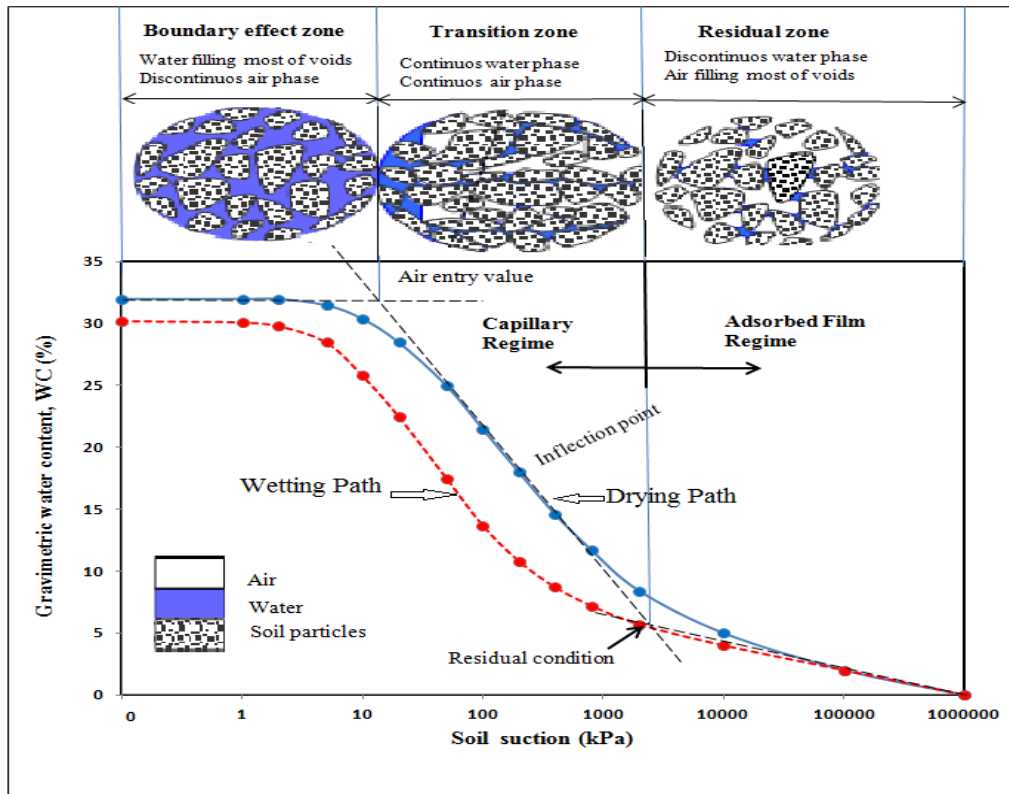 Boundary effect zone
Water filling most of voids
Discontinuos air phase
Transition zone
Continuos water phase
Continuos air phase
Residual zone
Discontinuos water phase
Air filling most of voids
35
30
25
20
15
10
5
0
Gravimetric water content, WC (%)
Air entry value
Capillary
Regime
Adsorbed Film
Regime
Inflection point
Wetting Path
Drying Path
Air
Water
Soil particles
Residual condition
0
1
10
100
1000
10000
100000
1000000
Soil suction (kPa)